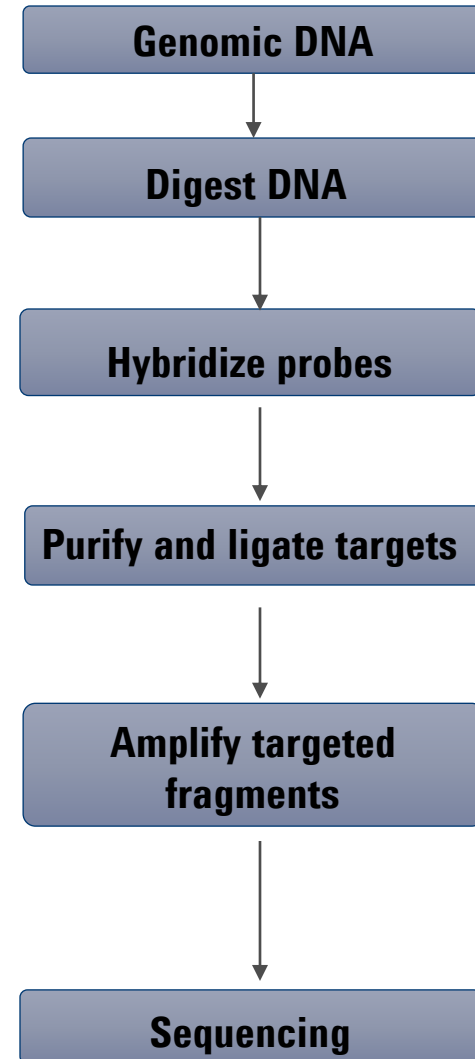 Genomic DNA
Digest DNA
Hybridize probes
Purify and ligate targets
Amplify targeted
fragments
Sequencing